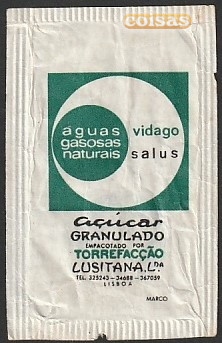 coisas
aguas vidago
gasosas
naturais salus
açúcar
GRANULADO
EMPACOTADO POR
TORREFACÇÃO
LUSITANA, L.DA
TEL. 325243-34688-367059
LISBOA
MARCO